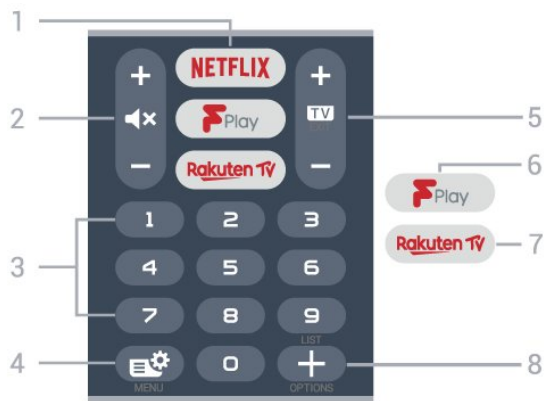 1
NETFLIX
+ +
2
Play
TV
EXIT
5
- -
Rakuten TV
6
Play
1 2 3
Rakuten TV
7
3
4 5 6
7 8 9
LIST
4
0
+
8
MENU
OPTIONS